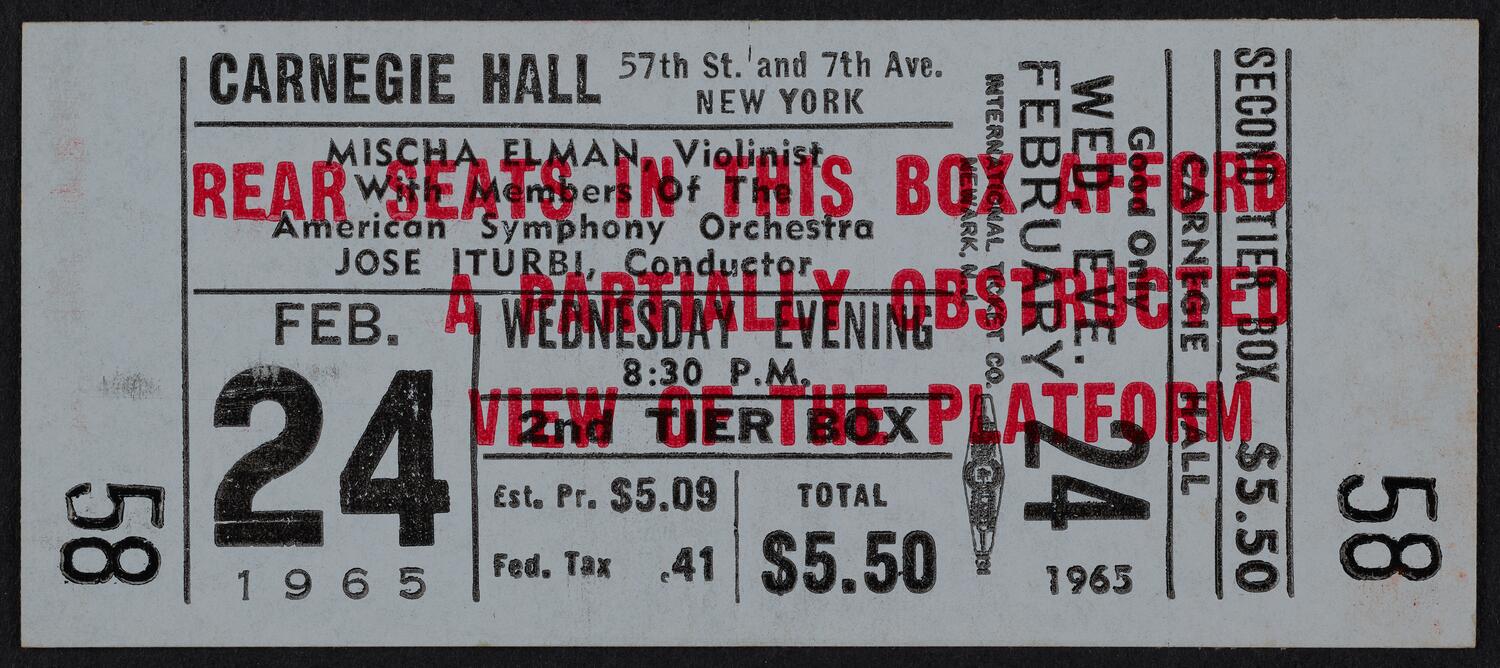 CARNEGIE HALL 57th St. and 7th Ave.
NEW YORK
MISCHA ELMAN, Violinist
With Members Of The
American Symphony Orchestra
JOSE ITURBI, Conductor
FEB.
24
1965
WEDNESDAY EVENING
8:30 P.M.
2nd TIER BOX
Est. Pr. $5.09
Fed. Tax .41
TOTAL
$5.50
REAR SEATS IN THIS BOX AFFORD
A PARTIALLY OBSTRUCTED
VIEW OF THE PLATFORM
58
INTERNATIONAL TICKET CO.
NEWARK, N.J.
Good Only
WED. EVE.
FEBRUARY 24
1965
CARNEGIE HALL
SECOND TIER BOX $5.50
58